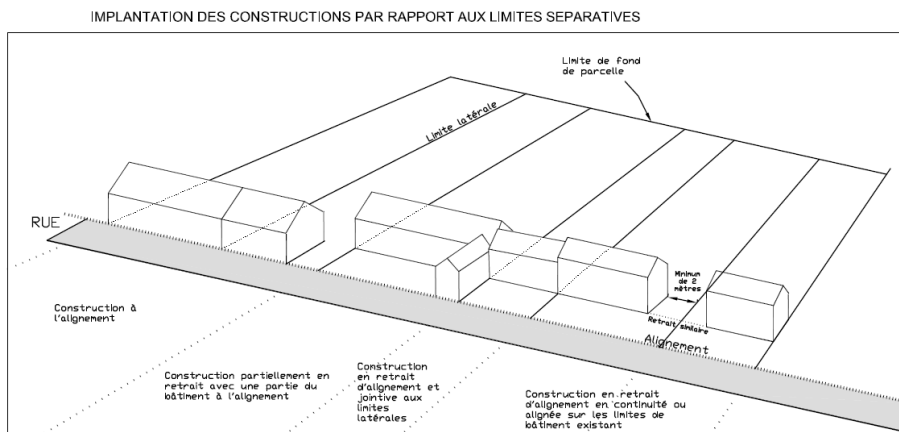 IMPLANTATION DES CONSTRUCTIONS PAR RAPPORT AUX LIMITES SEPARATIVES
Limite de fond
de parcelle
Limite latérale
RUE
Minimum
de 2
mètres
Retrait similaire
Alignement
Construction à
l'alignement
Construction partiellement en
retrait avec une partie du
bâtiment à l'alignement
Construction
en retrait
d'alignement et
jointive aux
limites
latérales
Construction en retrait
d'alignement en continuité ou
alignée sur les limites de
bâtiment existant